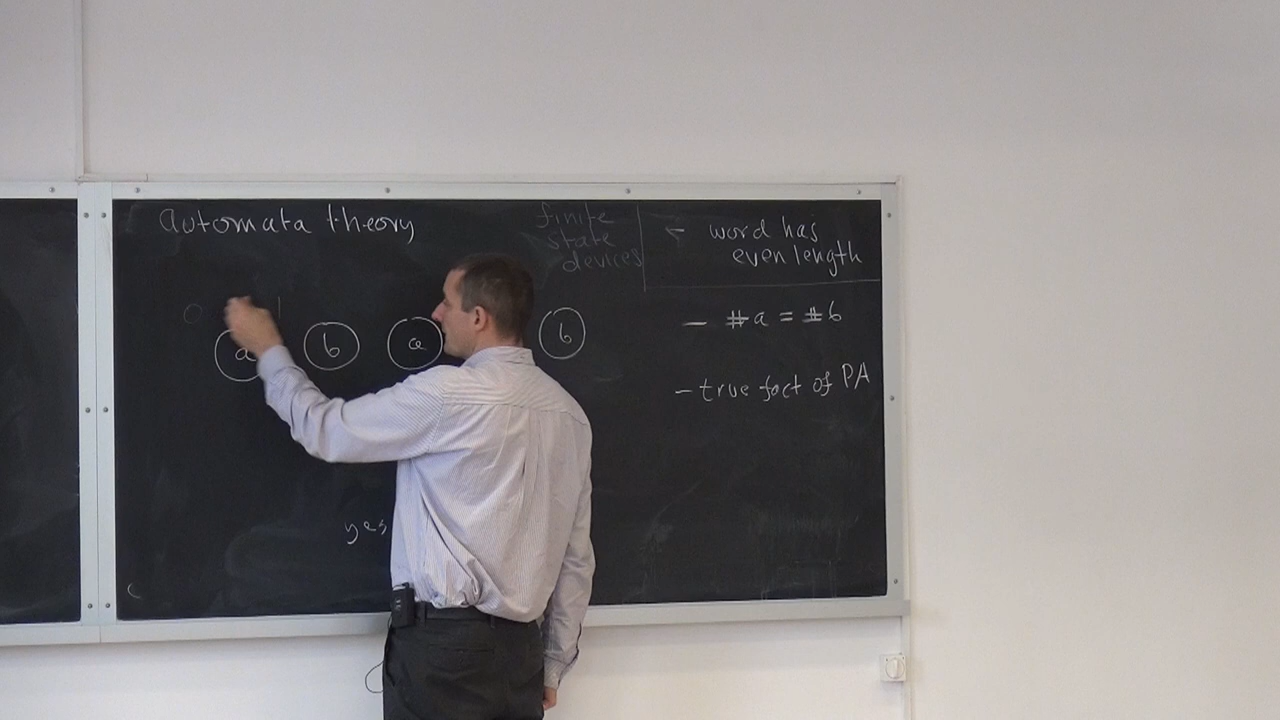 automata theory
finite
state
devices
- word has
even length
- #a = #b
- true fact of PA
a b a b
yes